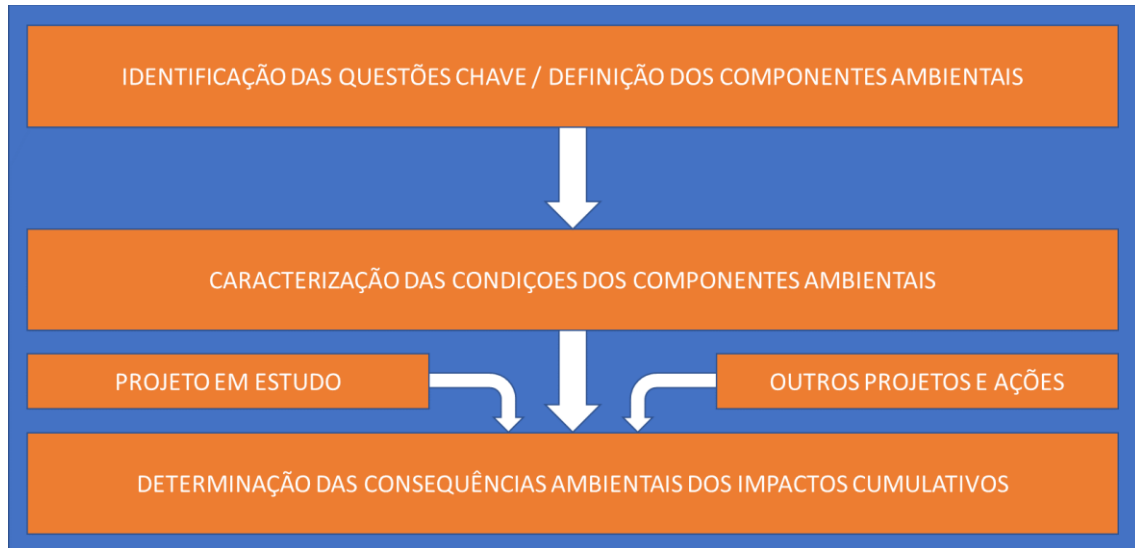 IDENTIFICAÇÃO DAS QUESTÕES CHAVE / DEFINIÇÃO DOS COMPONENTES AMBIENTAIS
CARACTERIZAÇÃO DAS CONDIÇOES DOS COMPONENTES AMBIENTAIS
PROJETO EM ESTUDO
OUTROS PROJETOS E AÇÕES
DETERMINAÇÃO DAS CONSEQUÊNCIAS AMBIENTAIS DOS IMPACTOS CUMULATIVOS